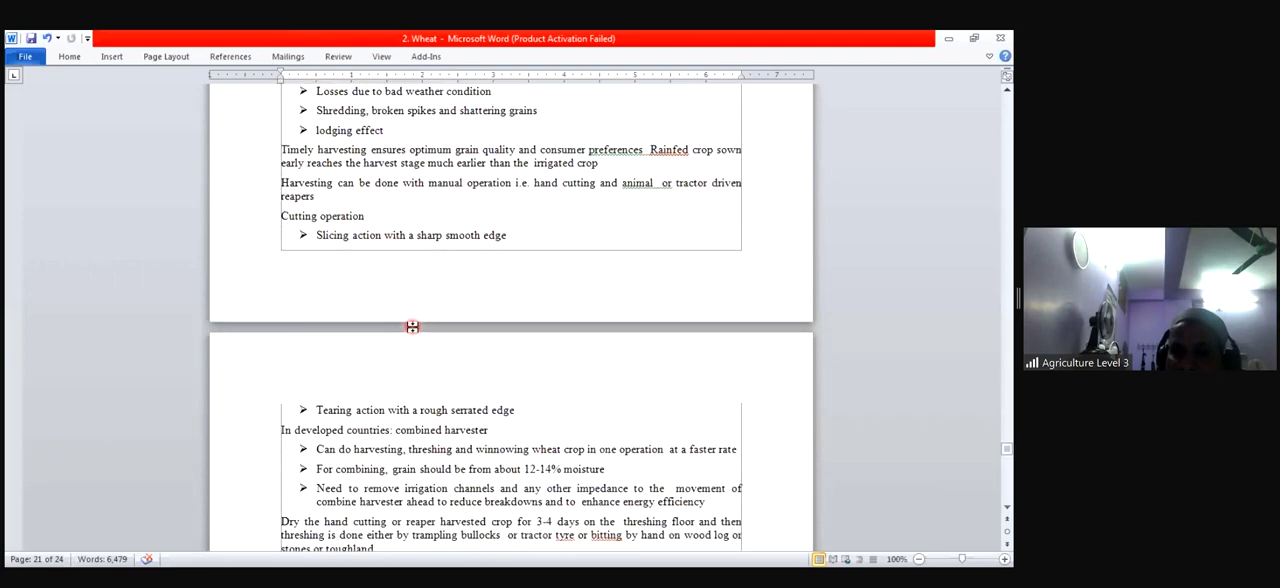 2. Wheat - Microsoft Word (Product Activation Failed)
File Home Insert Page Layout References Mailings Review View Add-Ins
1 2 3 4 5 6 7
Losses due to bad weather condition
Shredding, broken spikes and shattering grains
lodging effect
Timely harvesting ensures optimum grain quality and consumer preferences Rainfed crop sown
early reaches the harvest stage much earlier than the irrigated crop
Harvesting can be done with manual operation i.e. hand cutting and animal or tractor driven
reapers
Cutting operation
Slicing action with a sharp smooth edge
Tearing action with a rough serrated edge
In developed countries: combined harvester
Can do harvesting, threshing and winnowing wheat crop in one operation at a faster rate
For combining, grain should be from about 12-14% moisture
Need to remove irrigation channels and any other impedance to the movement of
combine harvester ahead to reduce breakdowns and to enhance energy efficiency
Dry the hand cutting or reaper harvested crop for 3-4 days on the threshing floor and then
threshing is done either by trampling bullocks or tractor tyre or bitting by hand on wood log or
stones or toughland
Page: 21 of 24 Words: 6,479 100%
Agriculture Level 3